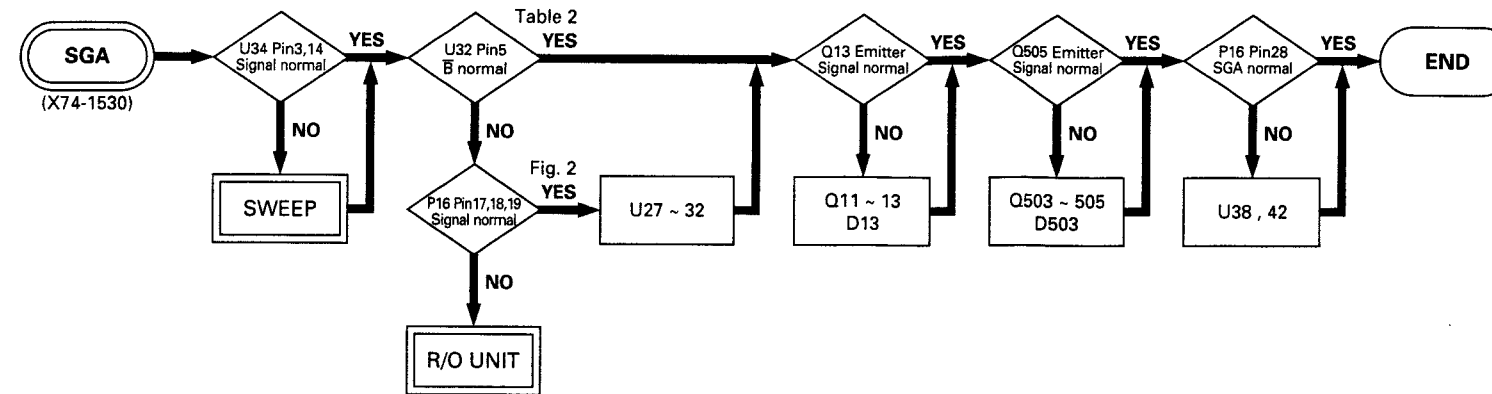 SGA
(X74-1530)
U34 Pin3,14
Signal normal
YES
NO
SWEEP
U32 Pin5
B̅ normal
Table 2
YES
NO
P16 Pin17,18,19
Signal normal
Fig. 2
YES
NO
U27 ~ 32
R/O UNIT
Q13 Emitter
Signal normal
YES
NO
Q11 ~ 13
D13
Q505 Emitter
Signal normal
YES
NO
Q503 ~ 505
D503
P16 Pin28
SGA normal
YES
NO
U38 , 42
END